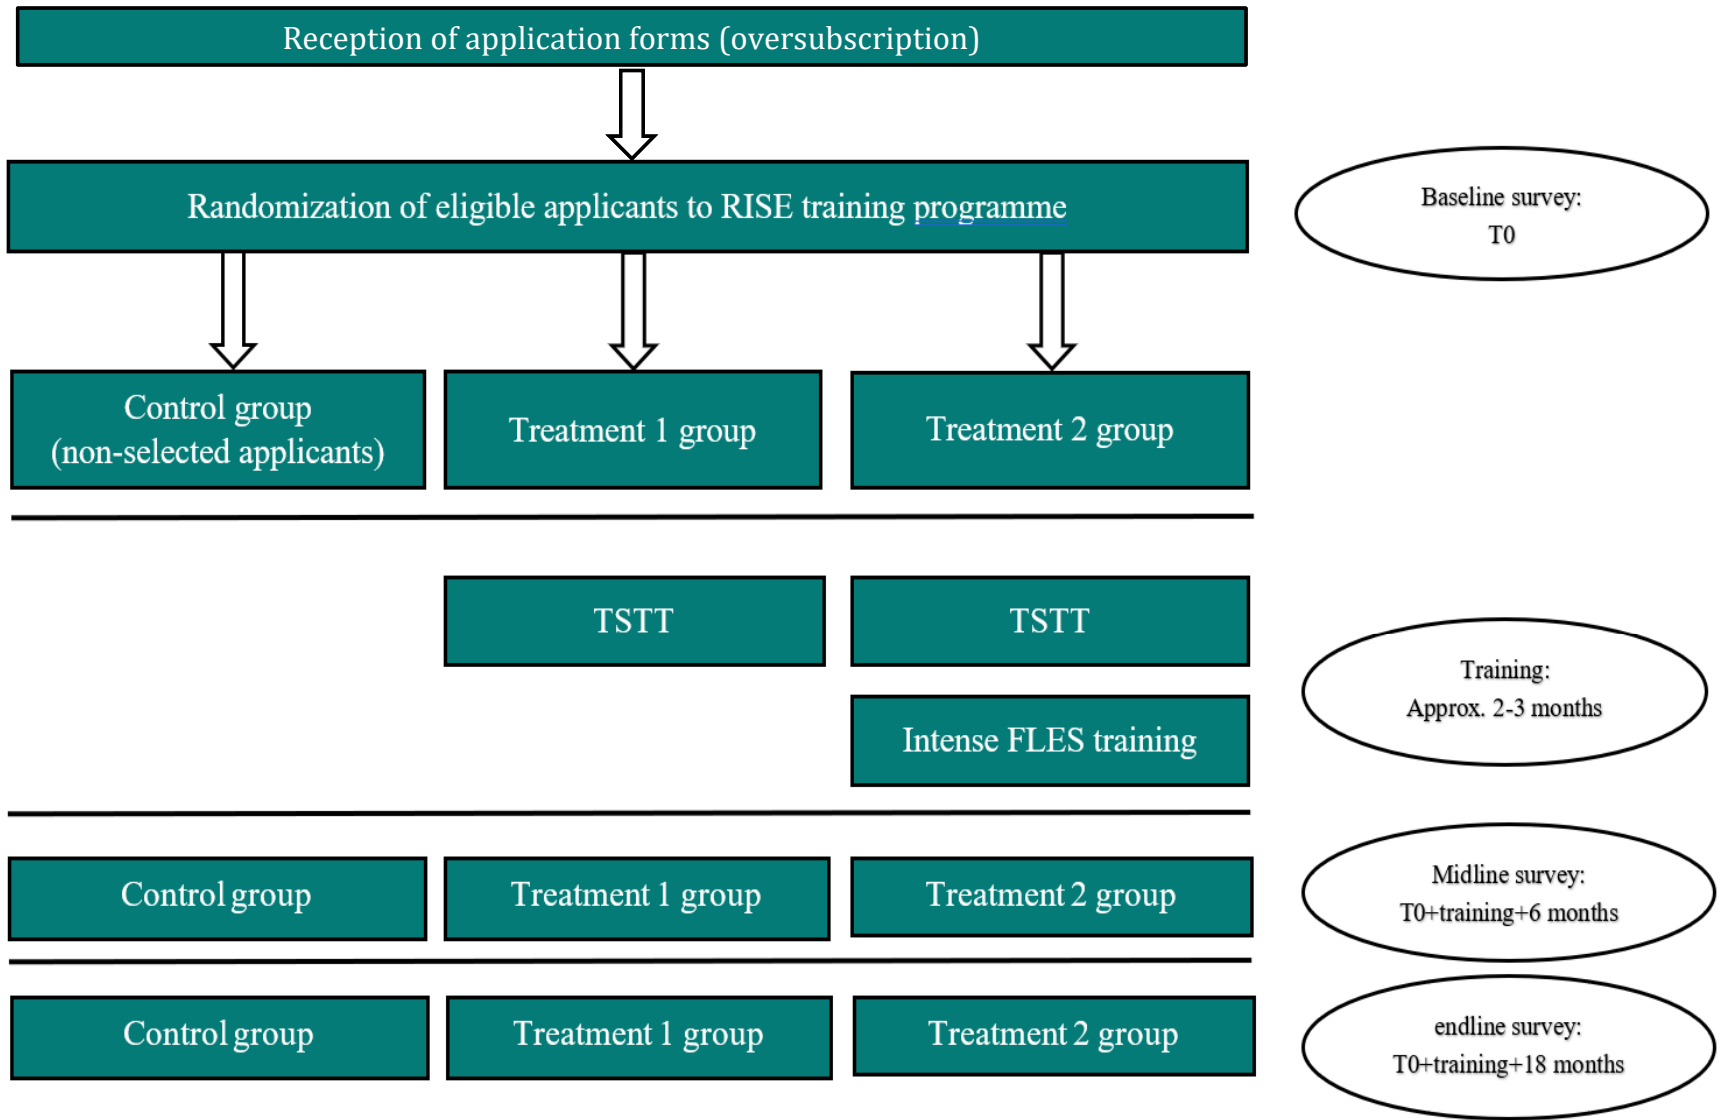 Reception of application forms (oversubscription)
Randomization of eligible applicants to RISE training programme
Baseline survey:
T0
Control group
(non-selected applicants)
Treatment 1 group
Treatment 2 group
TSTT
TSTT
Intense FLES training
Training:
Approx. 2-3 months
Control group
Treatment 1 group
Treatment 2 group
Midline survey:
T0+training+6 months
Control group
Treatment 1 group
Treatment 2 group
endline survey:
T0+training+18 months